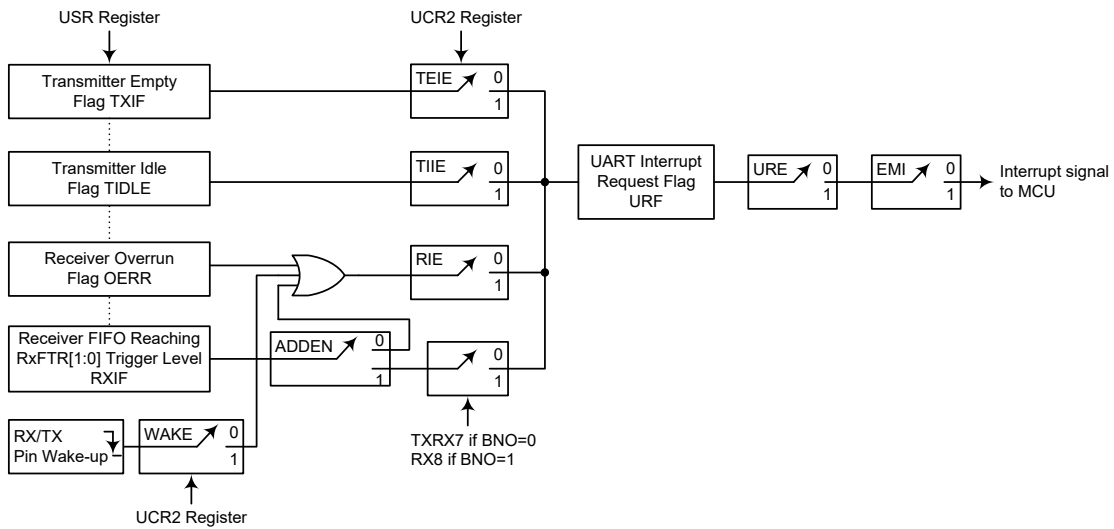 USR Register
UCR2 Register
Transmitter Empty
Flag TXIF
TEIE
0
1
Transmitter Idle
Flag TIDLE
TIIE
0
1
UART Interrupt
Request Flag
URF
URE
0
1
EMI
0
1
Interrupt signal
to MCU
Receiver Overrun
Flag OERR
RIE
0
1
Receiver FIFO Reaching
RxFTR[1:0] Trigger Level
RXIF
ADDEN
0
1
0
1
TXRX7 if BNO=0
RX8 if BNO=1
RX/TX
Pin Wake-up
WAKE
0
1
UCR2 Register